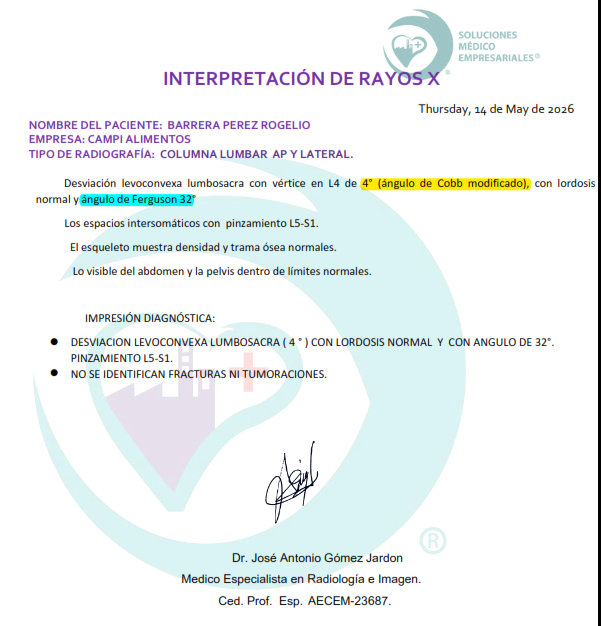 SOLUCIONES
MÉDICO
EMPRESARIALES®
INTERPRETACIÓN DE RAYOS X
Thursday, 14 de May de 2026
NOMBRE DEL PACIENTE: BARRERA PEREZ ROGELIO
EMPRESA: CAMPI ALIMENTOS
TIPO DE RADIOGRAFÍA: COLUMNA LUMBAR AP Y LATERAL.
Desviación levoconvexa lumbosacra con vértice en L4 de 4° (ángulo de Cobb modificado), con lordosis
normal y ángulo de Ferguson 32°
Los espacios intersomáticos con pinzamiento L5-S1.
El esqueleto muestra densidad y trama ósea normales.
Lo visible del abdomen y la pelvis dentro de límites normales.
IMPRESIÓN DIAGNÓSTICA:
● DESVIACION LEVOCONVEXA LUMBOSACRA ( 4 ° ) CON LORDOSIS NORMAL Y CON ANGULO DE 32°.
PINZAMIENTO L5-S1.
● NO SE IDENTIFICAN FRACTURAS NI TUMORACIONES.
®
Dr. José Antonio Gómez Jardon
Medico Especialista en Radiología e Imagen.
Ced. Prof. Esp. AECEM-23687.